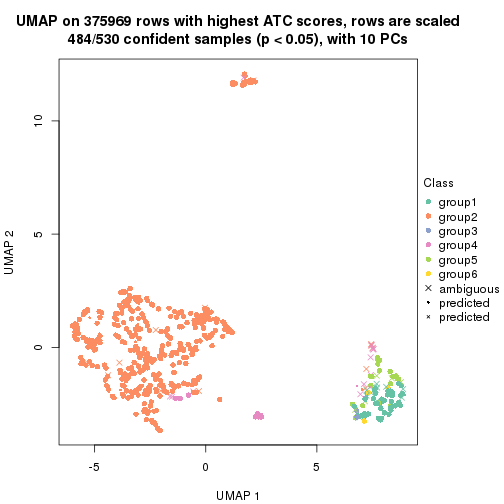 UMAP on 375969 rows with highest ATC scores, rows are scaled
484/530 confident samples (p < 0.05), with 10 PCs
10
5
0
UMAP 2
-5
0
5
UMAP 1
Class
group1
group2
group3
group4
group5
group6
ambiguous
predicted
predicted